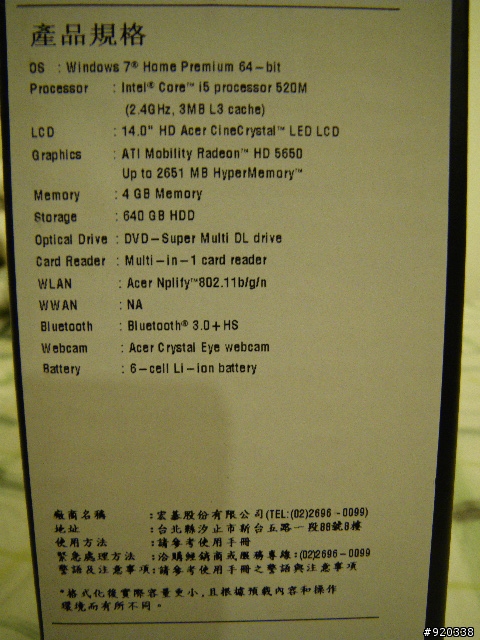 產品規格
OS : Windows 7® Home Premium 64-bit
Processor : Intel® Core™ i5 processor 520M
(2.4GHz, 3MB L3 cache)
LCD : 14.0" HD Acer CineCrystal™ LED LCD
Graphics : ATI Mobility Radeon™ HD 5650
Up to 2651 MB HyperMemory™
Memory : 4 GB Memory
Storage : 640 GB HDD
Optical Drive : DVD-Super Multi DL drive
Card Reader : Multi-in-1 card reader
WLAN : Acer Nplify™802.11b/g/n
WWAN : NA
Bluetooth : Bluetooth® 3.0+HS
Webcam : Acer Crystal Eye webcam
Battery : 6-cell Li-ion battery
廠商名稱 :宏碁股份有限公司(TEL:(02)2696-0099)
地址 :台北縣汐止市新台五路一段88號8樓
使用方法 :請參考使用手冊
緊急處理方法 :洽購經銷商或服務專線:(02)2696-0099
警語及注意事項:請參考使用手冊之警語與注意事項
*格式化後實際容量更小,且根據預載內容和操作
環境而有所不同。
#920338